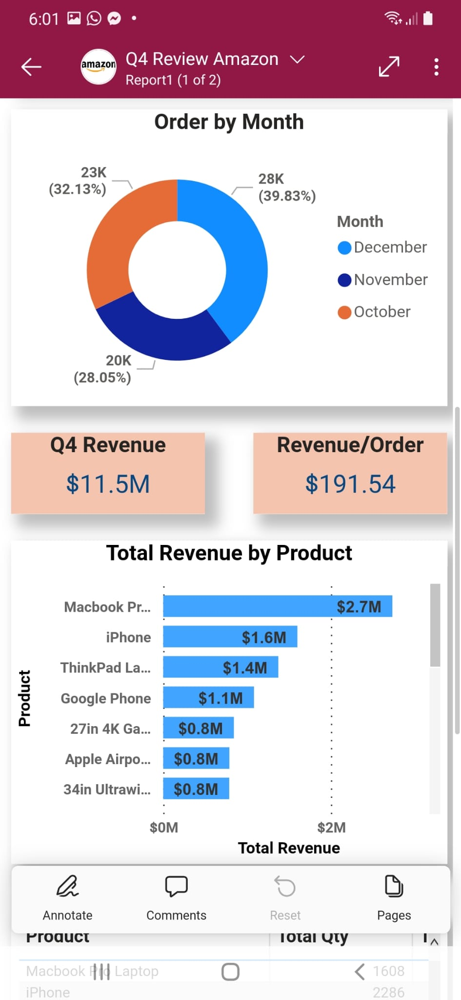 6:01
amazon
Q4 Review Amazon
Report1 (1 of 2)
Order by Month
23K
(32.13%)
28K
(39.83%)
Month
December
November
October
20K
(28.05%)
Q4 Revenue
$11.5M
Revenue/Order
$191.54
Total Revenue by Product
Product
Macbook Pr... $2.7M
iPhone $1.6M
ThinkPad La... $1.4M
Google Phone $1.1M
27in 4K Ga... $0.8M
Apple Airpo... $0.8M
34in Ultrawi... $0.8M
$0M $2M
Total Revenue
Annotate Comments Reset Pages
Product Total Qty
Macbook Pro Laptop 1608
iPhone 2286